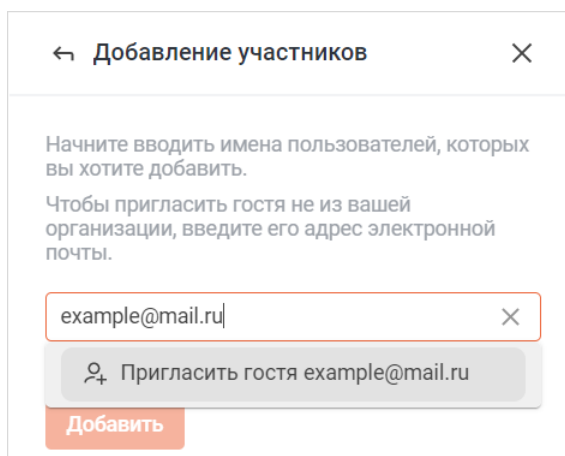 Добавление участников
Начните вводить имена пользователей, которых
вы хотите добавить.
Чтобы пригласить гостя не из вашей
организации, введите его адрес электронной
почты.
example@mail.ru
Пригласить гостя example@mail.ru
Добавить